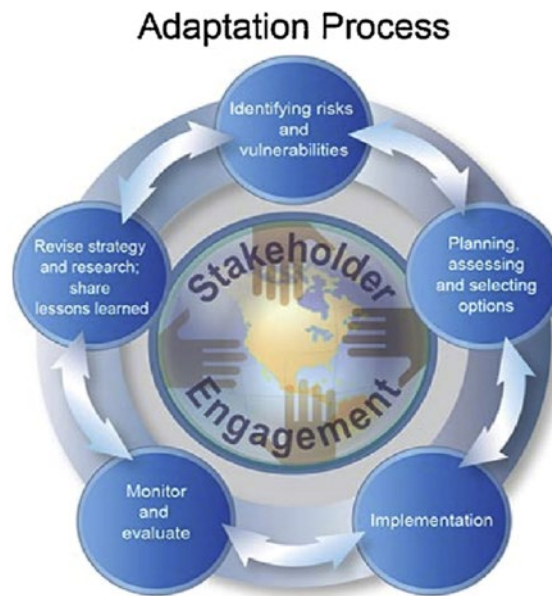 Adaptation Process
Identifying risks
and
vulnerabilities
Planning,
assessing
and selecting
options
Implementation
Monitor
and
evaluate
Revise strategy
and research;
share
lessons learned
Stakeholder
Engagement